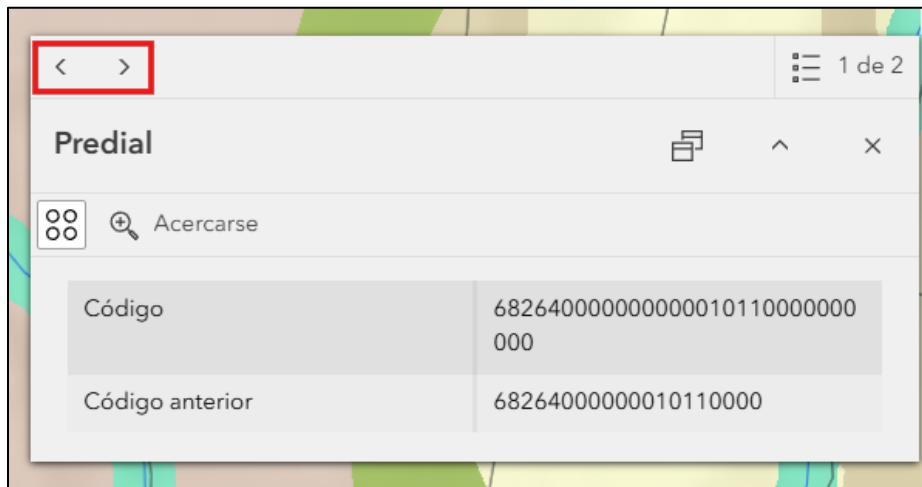 < > 1 de 2
Predial
Acercarse
Código 682640000000000010110000000
000
Código anterior 68264000000010110000